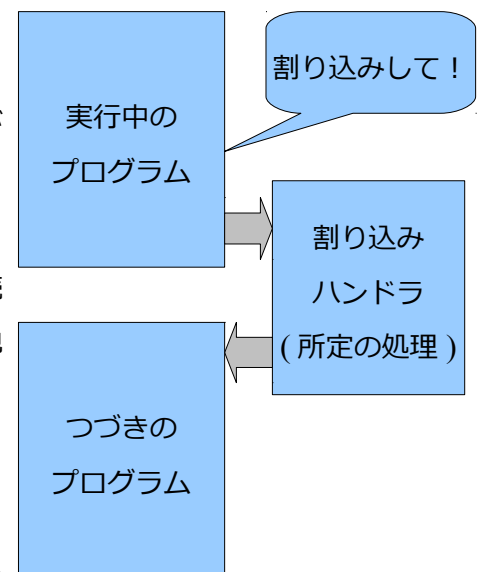 割り込みして！
実行中の
プログラム
割り込み
ハンドラ
( 所定の処理 )
つづきの
プログラム